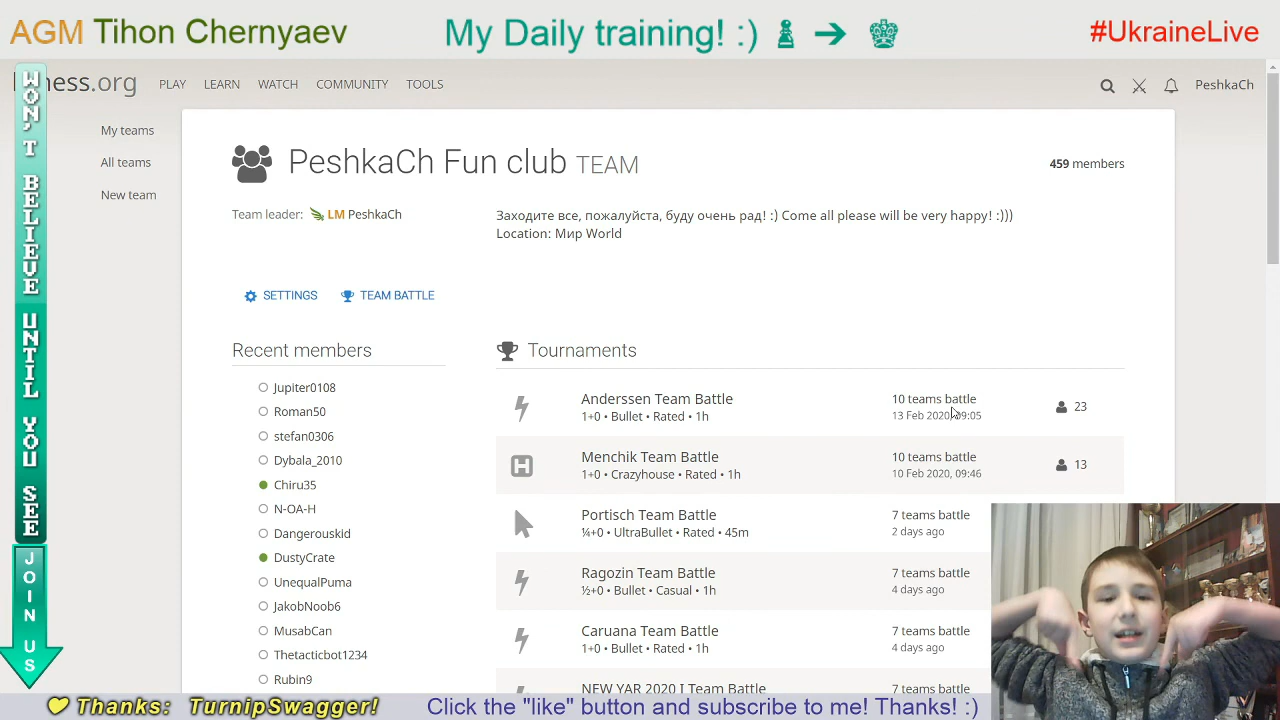 AGM Tihon Chernyaev
My Daily training! :)
#UkraineLive
ness.org
PLAY
LEARN
WATCH
COMMUNITY
TOOLS
PeshkaCh
WON'T BELIEVE UNTIL YOU SEE
JOIN US
My teams
All teams
New team
PeshkaCh Fun club TEAM
459 members
Team leader: LM PeshkaCh
Заходите все, пожалуйста, буду очень рад! :) Come all please will be very happy! :)))
Location: Мир World
SETTINGS
TEAM BATTLE
Recent members
Jupiter0108
Roman50
stefan0306
Dybala_2010
Chiru35
N-OA-H
Dangerouskid
DustyCrate
UnequalPuma
JakobNoob6
MusabCan
Thetacticbot1234
Rubin9
Tournaments
Anderssen Team Battle
1+0 • Bullet • Rated • 1h
10 teams battle
13 Feb 2020, 09:05
23
Menchik Team Battle
1+0 • Crazyhouse • Rated • 1h
10 teams battle
10 Feb 2020, 09:46
13
Portisch Team Battle
¼+0 • UltraBullet • Rated • 45m
7 teams battle
2 days ago
Ragozin Team Battle
½+0 • Bullet • Casual • 1h
7 teams battle
4 days ago
Caruana Team Battle
1+0 • Bullet • Rated • 1h
7 teams battle
4 days ago
NEW YAR 2020 I Team Battle
7 teams battle
Thanks: TurnipSwagger!
Click the "like" button and subscribe to me! Thanks! :)